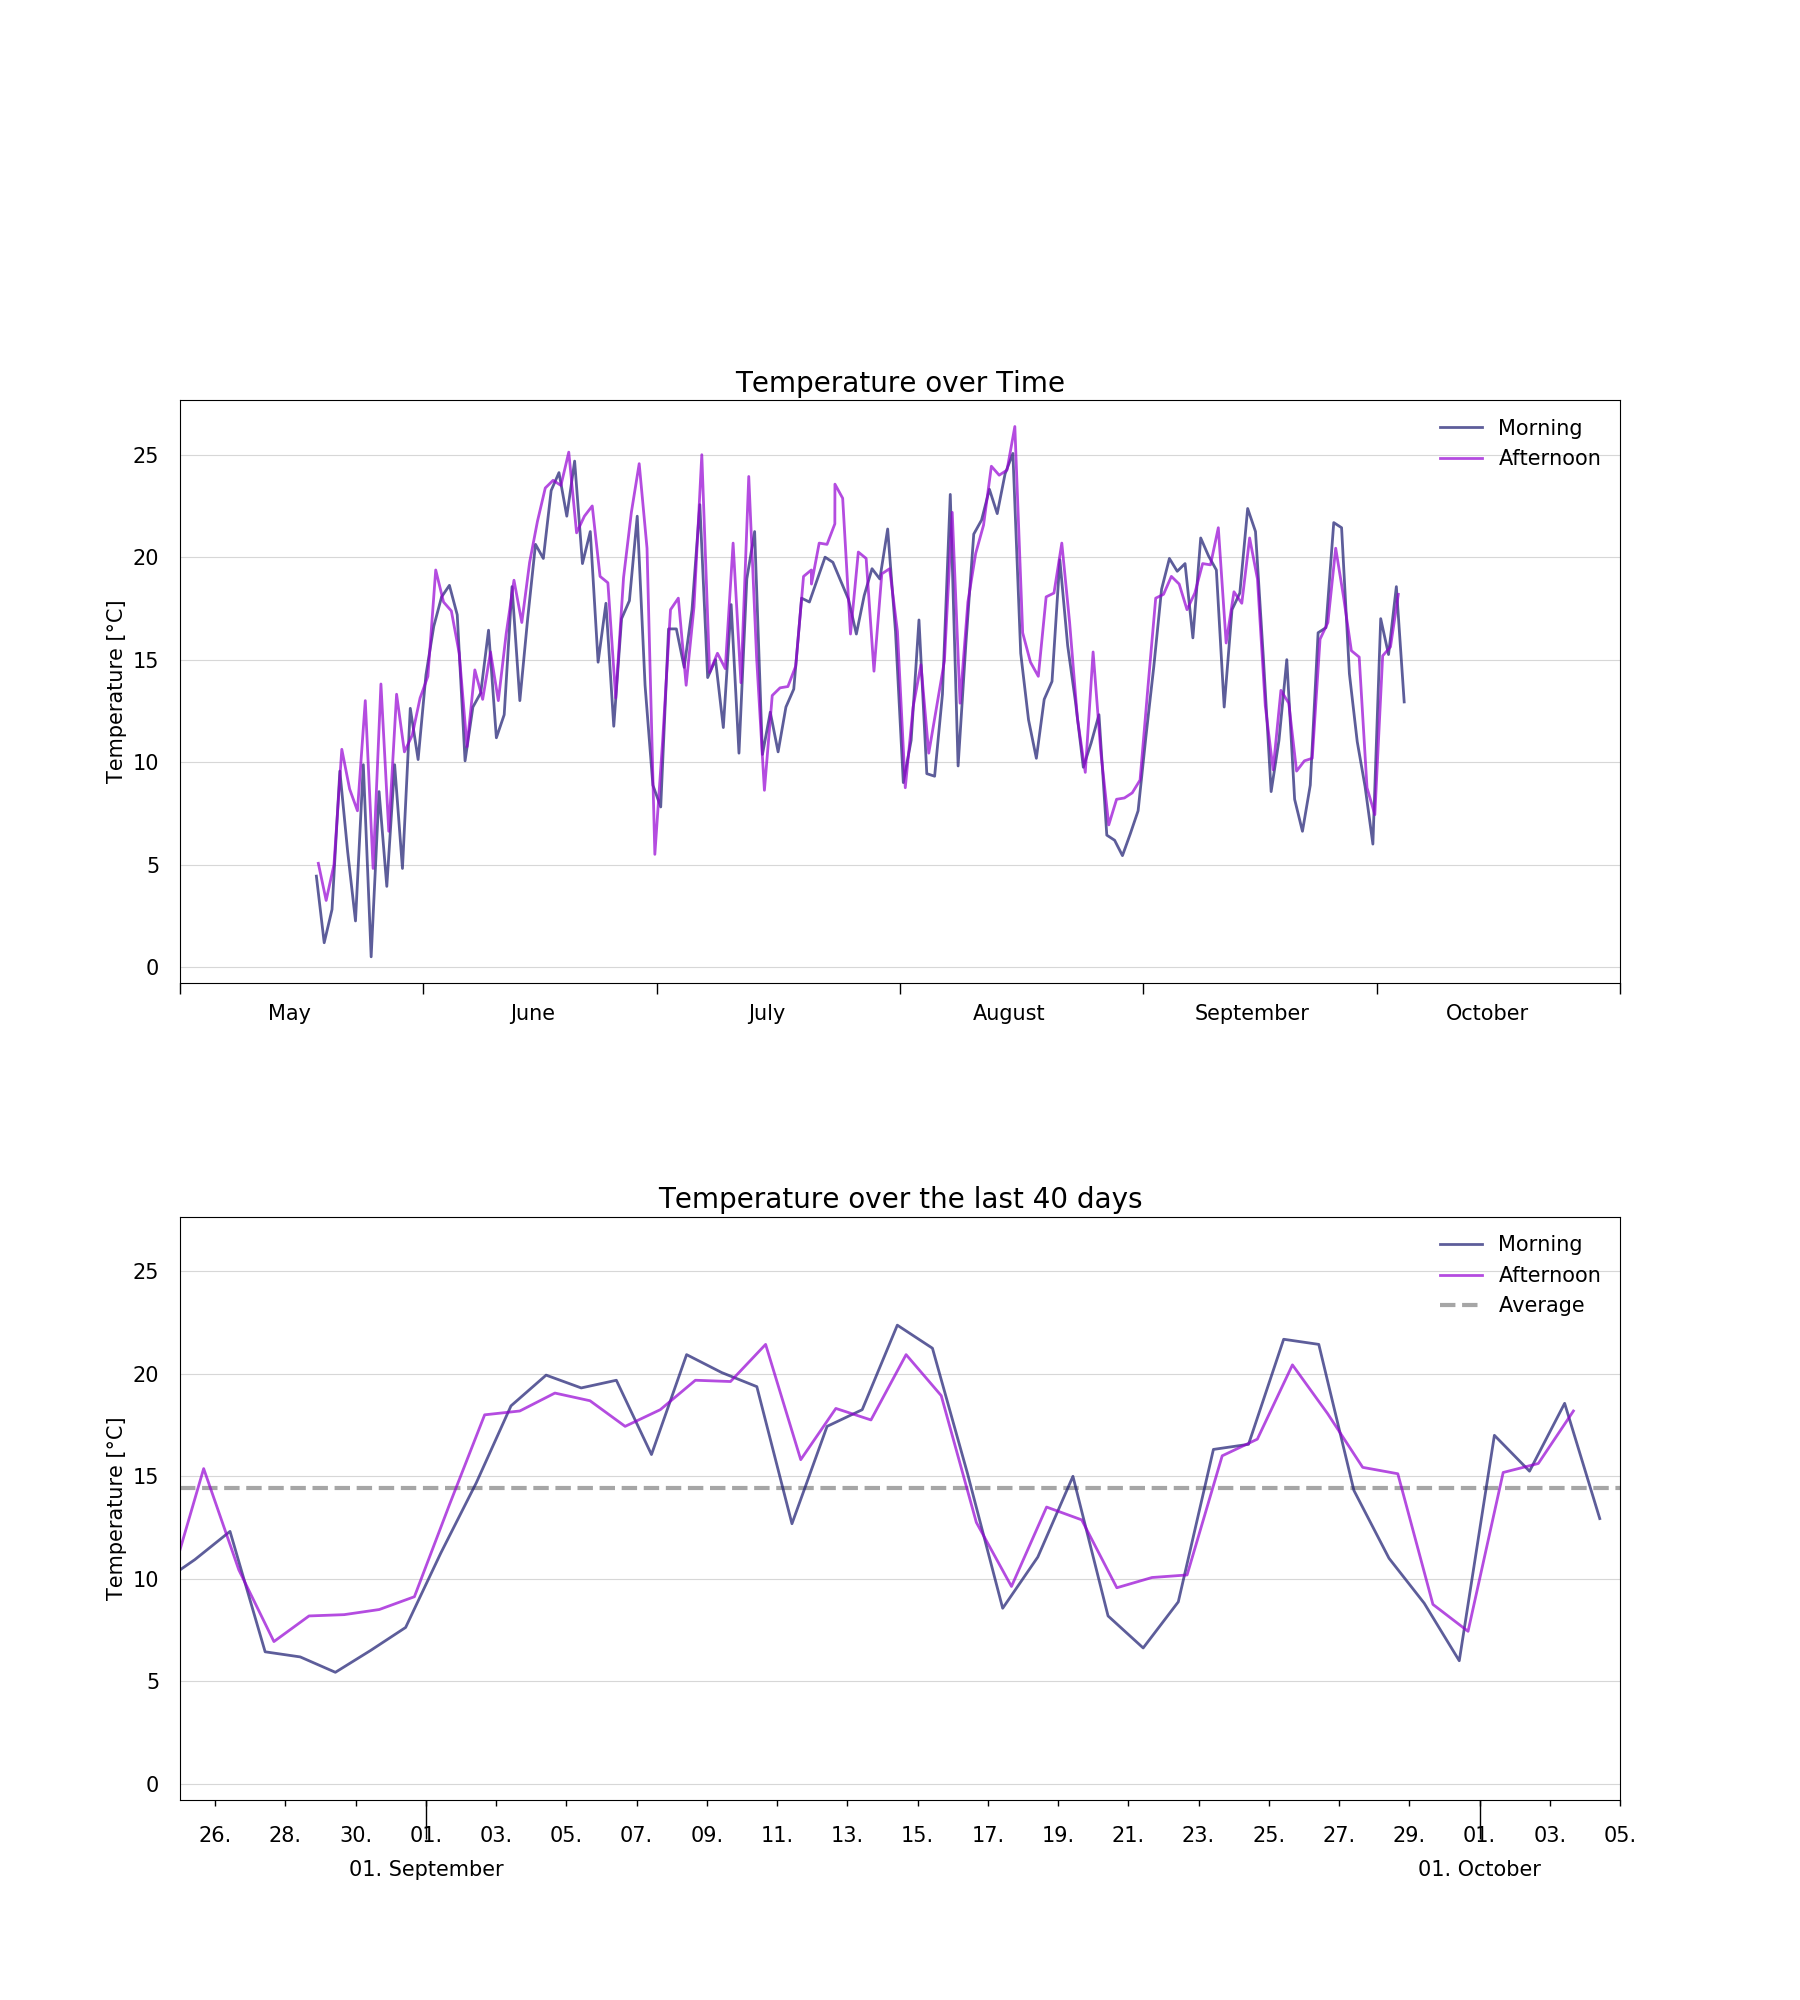 Temperature over Time
Morning
Afternoon
25
20
15
10
5
0
Temperature [°C]
May June July August September October
Temperature over the last 40 days
Morning
Afternoon
Average
25
20
15
10
5
0
Temperature [°C]
26. 28. 30. 01. 03. 05. 07. 09. 11. 13. 15. 17. 19. 21. 23. 25. 27. 29. 01. 03. 05.
01. September 01. October